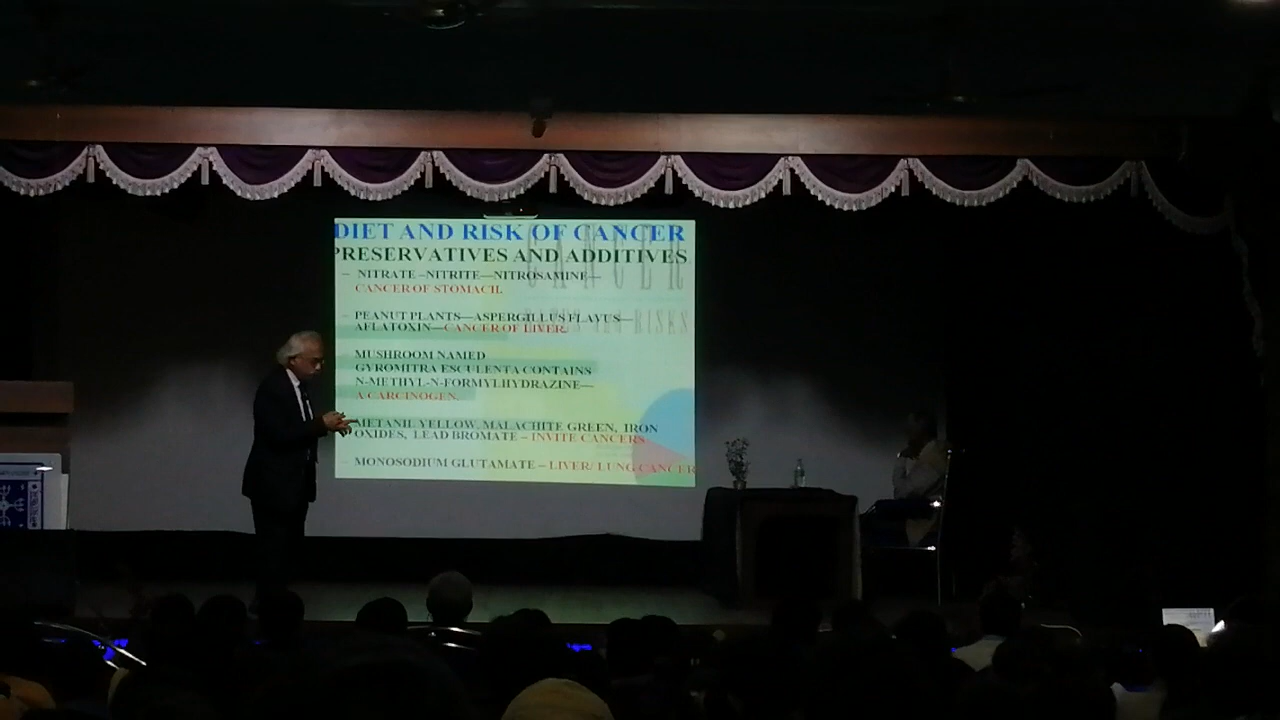 DIET AND RISK OF CANCER
PRESERVATIVES AND ADDITIVES
– NITRATE –NITRITE—NITROSAMINE—
CANCER OF STOMACH.
– PEANUT PLANTS—ASPERGILLUS FLAVUS—
AFLATOXIN—CANCER OF LIVER.
MUSHROOM NAMED
GYROMITRA ESCULENTA CONTAINS
N-METHYL-N-FORMYLHYDRAZINE—
A CARCINOGEN.
METANIL YELLOW, MALACHITE GREEN, IRON
OXIDES, LEAD BROMATE – INVITE CANCERS.
– MONOSODIUM GLUTAMATE – LIVER/ LUNG CANCER
CANCER
RISKS